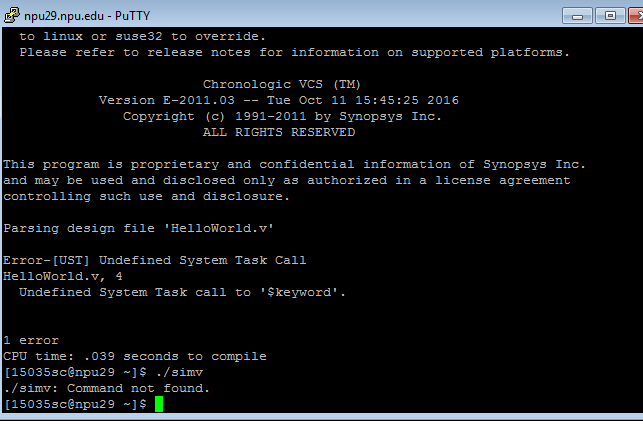 npu29.npu.edu - PuTTY
to linux or suse32 to override.
Please refer to release notes for information on supported platforms.
Chronologic VCS (TM)
Version E-2011.03 -- Tue Oct 11 15:45:25 2016
Copyright (c) 1991-2011 by Synopsys Inc.
ALL RIGHTS RESERVED
This program is proprietary and confidential information of Synopsys Inc.
and may be used and disclosed only as authorized in a license agreement
controlling such use and disclosure.
Parsing design file 'HelloWorld.v'
Error-[UST] Undefined System Task Call
HelloWorld.v, 4
Undefined System Task call to '$keyword'.
1 error
CPU time: .039 seconds to compile
[15035sc@npu29 ~]$ ./simv
./simv: Command not found.
[15035sc@npu29 ~]$